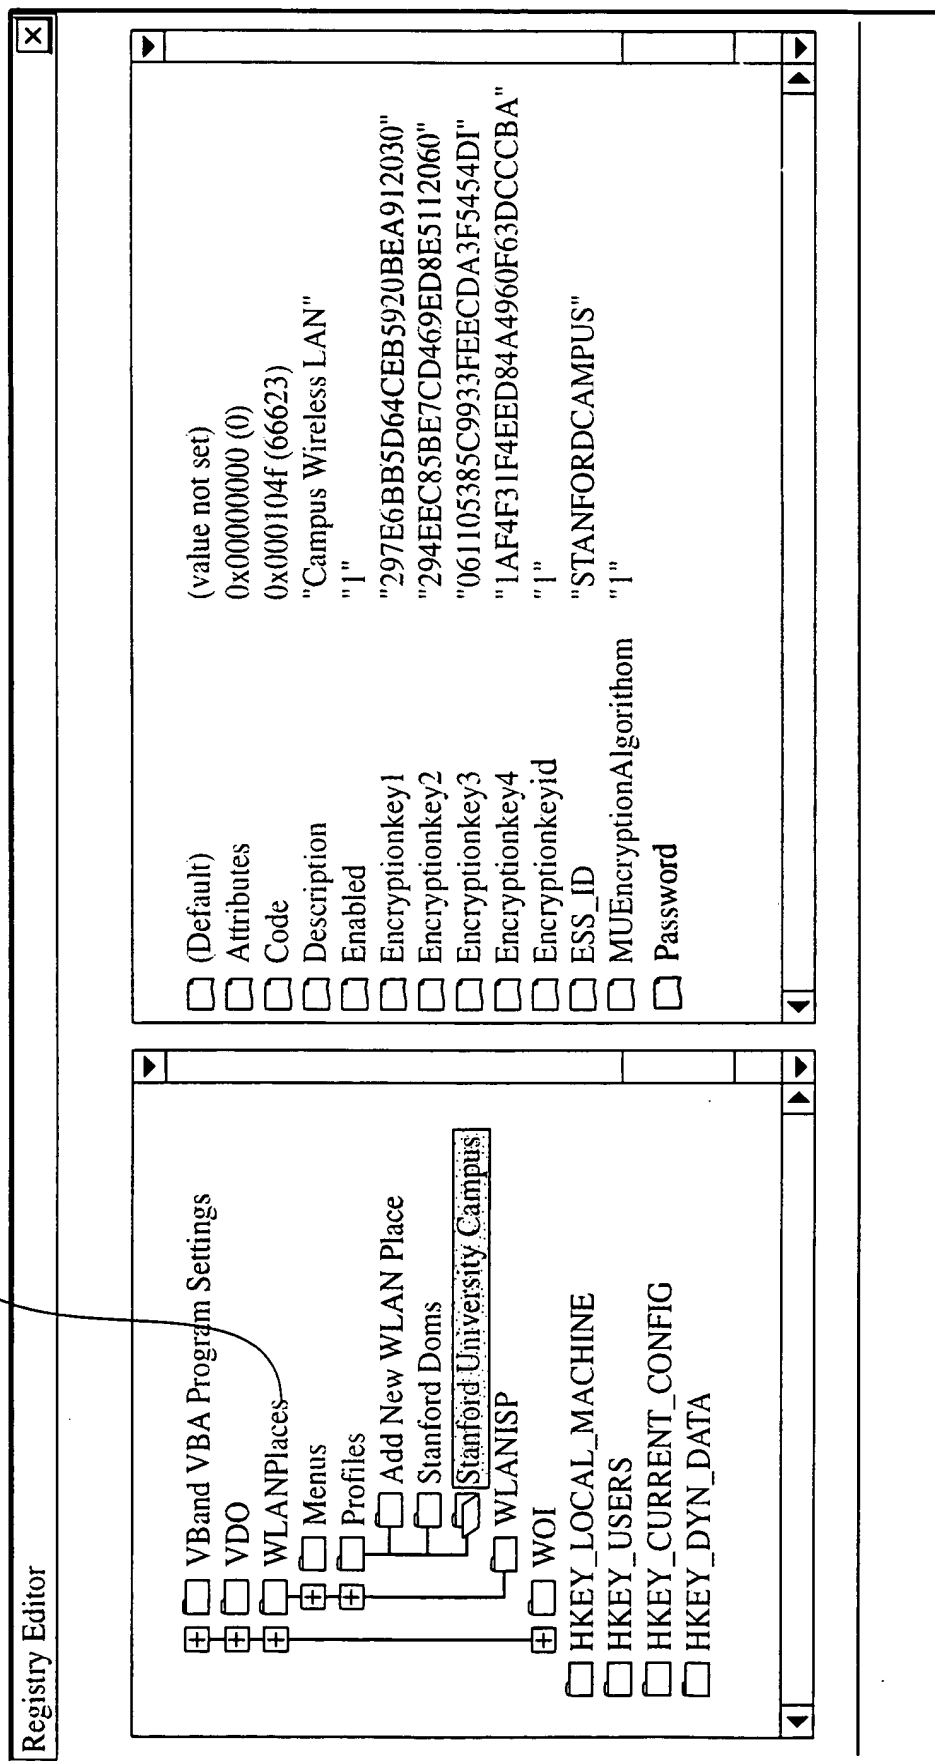 Registry Editor
VBand VBA Program Settings
VDO
WLANPlaces
Menus
Profiles
Add New WLAN Place
Stanford Doms
Stanford University Campus
WLANISP
WOI
HKEY_LOCAL_MACHINE
HKEY_USERS
HKEY_CURRENT_CONFIG
HKEY_DYN_DATA
(Default) (value not set)
Attributes 0x00000000 (0)
Code 0x000104f (66623)
Description "Campus Wireless LAN"
Enabled "1"
Encryptionkey1 "297E6BB5D64CEB5920BEA912030"
Encryptionkey2 "294EEC85BE7CD469ED8E5112060"
Encryptionkey3 "061105385C9933FEECDA3F5454DI"
Encryptionkey4 "1AF4F31F4EED84A4960F63DCCCBA"
Encryptionkeyid "1"
ESS_ID "STANFORDCAMPUS"
MUEncryptionAlgorithom "1"
Password